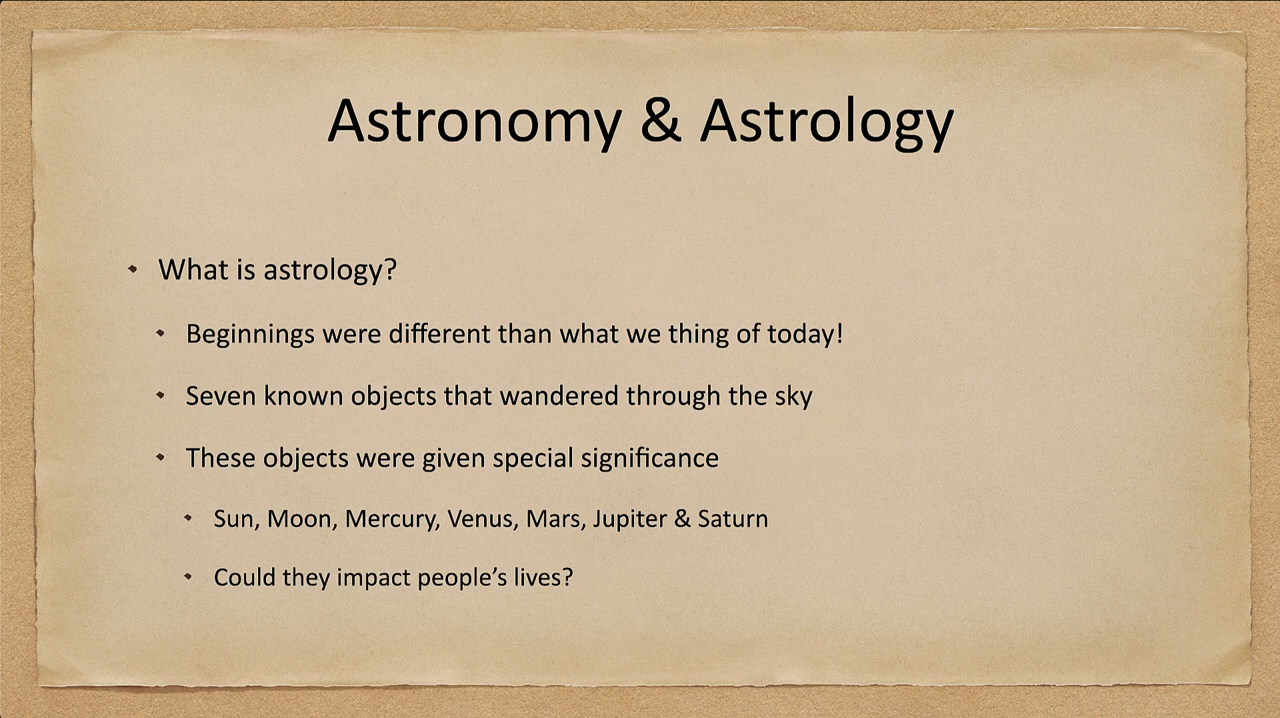 Astronomy & Astrology
What is astrology?
Beginnings were different than what we thing of today!
Seven known objects that wandered through the sky
These objects were given special significance
Sun, Moon, Mercury, Venus, Mars, Jupiter & Saturn
Could they impact people’s lives?